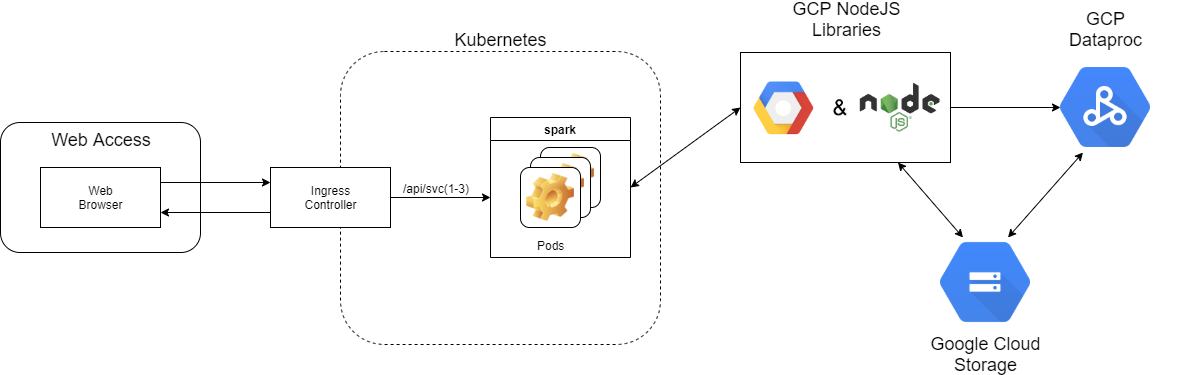 GCP NodeJS
Libraries
GCP
Dataproc
Kubernetes
&
node
JS
spark
Web Access
Web
Browser
Ingress
Controller
/api/svc(1-3)
Pods
Google Cloud
Storage